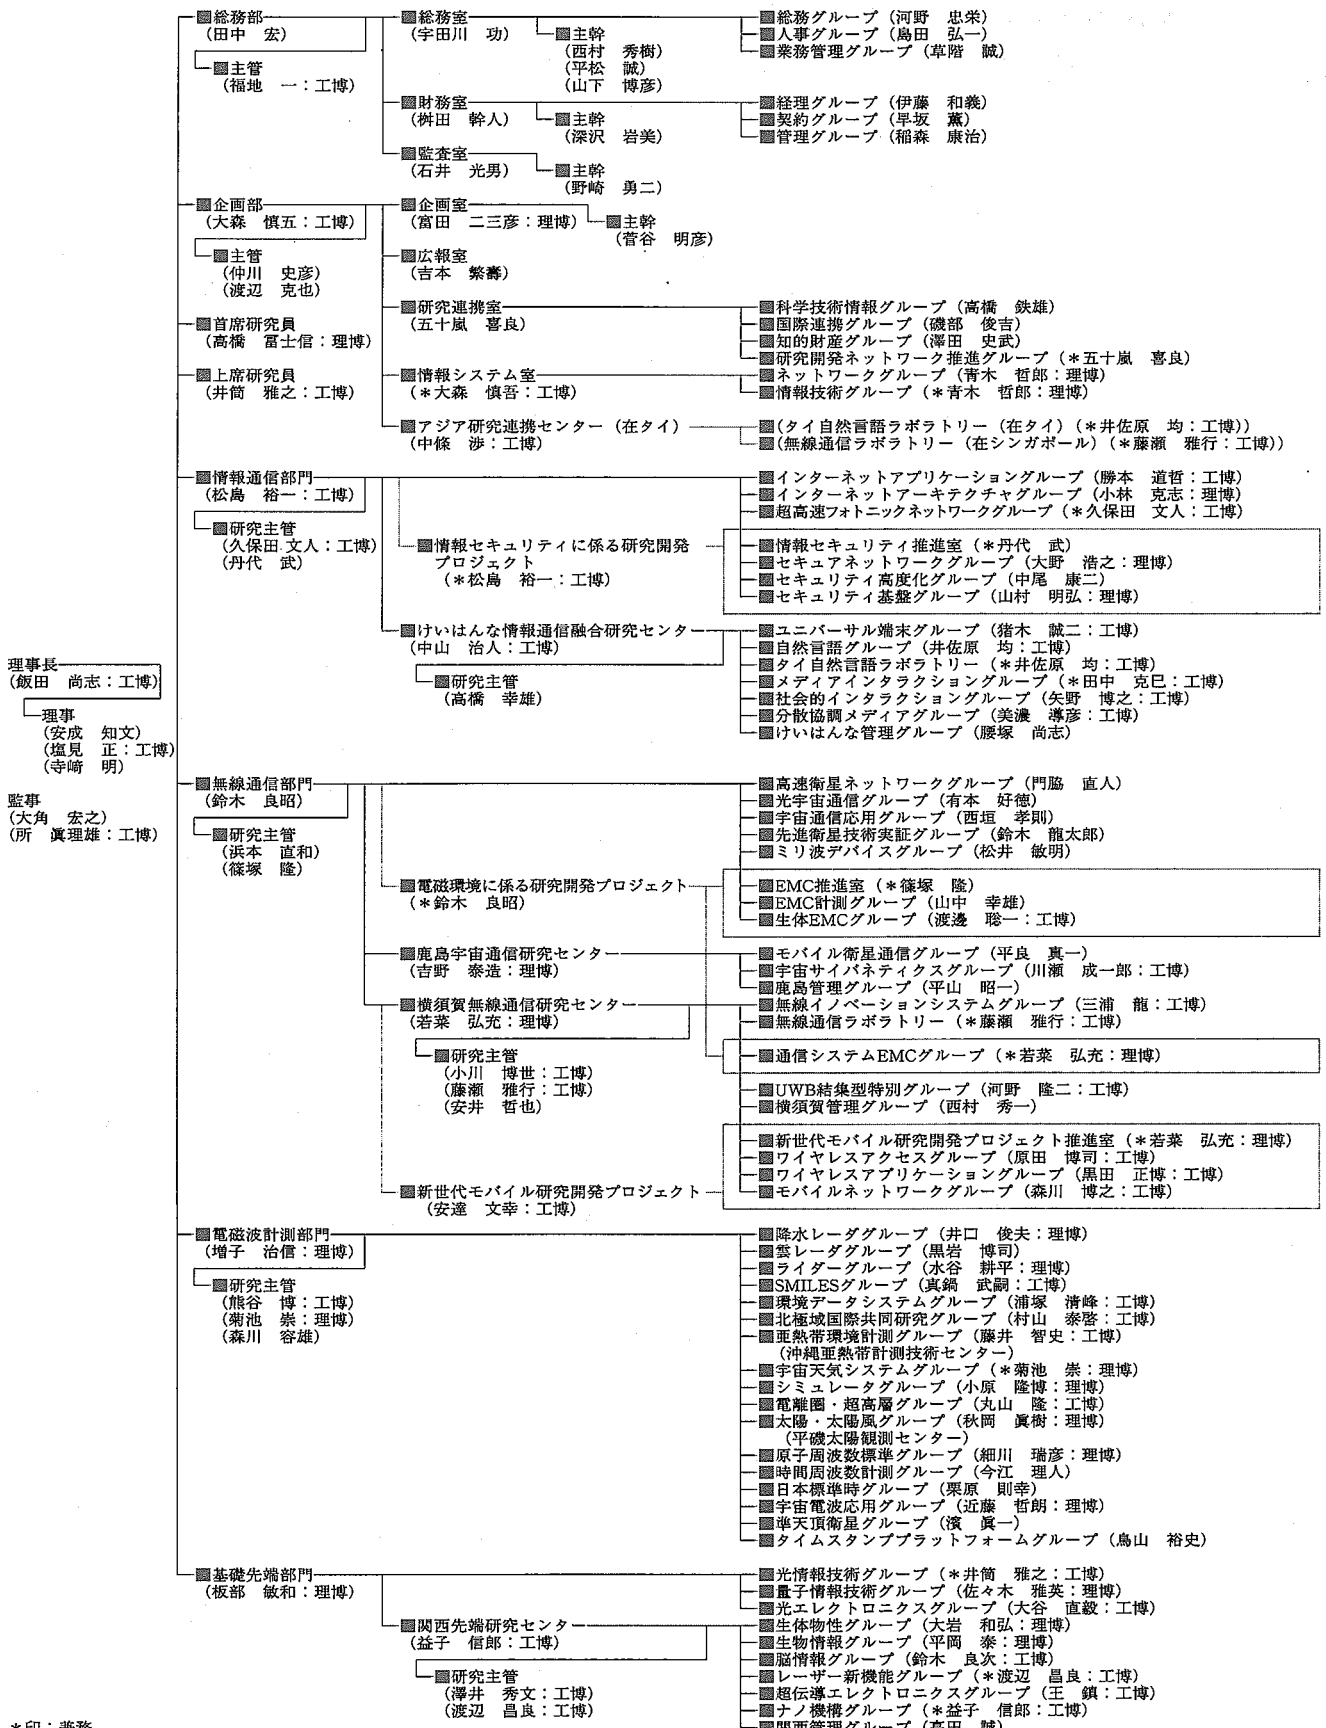 理事長
(飯田 尚志：工博)
理事
(安成 知文)
(塩見 正：工博)
(寺崎 明)
監事
(大角 宏之)
(所 眞理雄：工博)
総務部
(田中 宏)
主管
(福地 一：工博)
総務室
(宇田川 功)
主幹
(西村 秀樹)
(平松 誠)
(山下 博彦)
総務グループ (河野 忠栄)
人事グループ (島田 弘一)
業務管理グループ (草階 誠)
財務室
(桝田 幹人)
主幹
(深沢 岩美)
経理グループ (伊藤 和義)
契約グループ (早坂 薫)
管理グループ (稲森 康治)
監査室
(石井 光男)
主幹
(野崎 勇二)
企画部
(大森 慎五：工博)
主管
(仲川 史彦)
(渡辺 克也)
企画室
(富田 二三彦：理博)
主幹
(菅谷 明彦)
広報室
(吉本 繁壽)
研究連携室
(五十嵐 喜良)
科学技術情報グループ (高橋 鉄雄)
国際連携グループ (磯部 俊吉)
知的財産グループ (澤田 史武)
研究開発ネットワーク推進グループ (＊五十嵐 喜良)
情報システム室
(＊大森 慎吾：工博)
ネットワークグループ (青木 哲郎：理博)
情報技術グループ (＊青木 哲郎：理博)
アジア研究連携センター (在タイ)
(中條 渉：工博)
(タイ自然言語ラボラトリー (在タイ) (＊井佐原 均：工博))
(無線通信ラボラトリー (在シンガポール) (＊藤瀬 雅行：工博))
首席研究員
(高橋 冨士信：理博)
上席研究員
(井筒 雅之：工博)
情報通信部門
(松島 裕一：工博)
研究主管
(久保田 文人：工博)
(丹代 武)
インターネットアプリケーショングループ (勝本 道哲：工博)
インターネットアーキテクチャグループ (小林 克志：理博)
超高速フォトニックネットワークグループ (＊久保田 文人：工博)
情報セキュリティに係る研究開発
プロジェクト
(＊松島 裕一：工博)
情報セキュリティ推進室 (＊丹代 武)
セキュアネットワークグループ (大野 浩之：理博)
セキュリティ高度化グループ (中尾 康二)
セキュリティ基盤グループ (山村 明弘：理博)
けいはんな情報通信融合研究センター
(中山 治人：工博)
研究主管
(高橋 幸雄)
ユニバーサル端末グループ (猪木 誠二：工博)
自然言語グループ (井佐原 均：工博)
タイ自然言語ラボラトリー (＊井佐原 均：工博)
メディアインタラクショングループ (＊田中 克巳：工博)
社会的インタラクショングループ (矢野 博之：工博)
分散協調メディアグループ (美濃 導彦：工博)
けいはんな管理グループ (腰塚 尚志)
無線通信部門
(鈴木 良昭)
研究主管
(浜本 直和)
(篠塚 隆)
高速衛星ネットワークグループ (門脇 直人)
光宇宙通信グループ (有本 好徳)
宇宙通信応用グループ (西垣 孝則)
先進衛星技術実証グループ (鈴木 龍太郎)
ミリ波デバイスグループ (松井 敏明)
電磁環境に係る研究開発プロジェクト
(＊鈴木 良昭)
EMC推進室 (＊篠塚 隆)
EMC計測グループ (山中 幸雄)
生体EMCグループ (渡邊 聡一：工博)
鹿島宇宙通信研究センター
(吉野 泰造：理博)
モバイル衛星通信グループ (平良 真一)
宇宙サイバネティクスグループ (川瀬 成一郎：工博)
鹿島管理グループ (平山 昭一)
横須賀無線通信研究センター
(若菜 弘充：理博)
研究主管
(小川 博世：工博)
(藤瀬 雅行：工博)
(安井 哲也)
無線イノベーションシステムグループ (三浦 龍：工博)
無線通信ラボラトリー (＊藤瀬 雅行：工博)
通信システムEMCグループ (＊若菜 弘充：理博)
UWB結集型特別グループ (河野 隆二：工博)
横須賀管理グループ (西村 秀一)
新世代モバイル研究開発プロジェクト
(安達 文幸：工博)
新世代モバイル研究開発プロジェクト推進室 (＊若菜 弘充：理博)
ワイヤレスアクセスグループ (原田 博司：工博)
ワイヤレスアプリケーショングループ (黒田 正博：工博)
モバイルネットワークグループ (森川 博之：工博)
電磁波計測部門
(増子 治信：理博)
研究主管
(熊谷 博：工博)
(菊池 崇：理博)
(森川 容雄)
降水レーダグループ (井口 俊夫：理博)
雲レーダグループ (黒岩 博司)
ライダーグループ (水谷 耕平：理博)
SMILESグループ (真鍋 武嗣：工博)
環境データシステムグループ (浦塚 清峰：工博)
北極域国際共同研究グループ (村山 泰啓：工博)
亜熱帯環境計測グループ (藤井 智史：工博)
(沖縄亜熱帯計測技術センター)
宇宙天気システムグループ (＊菊池 崇：理博)
シミュレータグループ (小原 隆博：理博)
電離圏・超高層グループ (丸山 隆：工博)
太陽・太陽風グループ (秋岡 眞樹：理博)
(平磯太陽観測センター)
原子周波数標準グループ (細川 瑞彦：理博)
時間周波数計測グループ (今江 理人)
日本標準時グループ (栗原 則幸)
宇宙電波応用グループ (近藤 哲朗：理博)
準天頂衛星グループ (濱 眞一)
タイムスタンププラットフォームグループ (鳥山 裕史)
基礎先端部門
(板部 敏和：理博)
光情報技術グループ (＊井筒 雅之：工博)
量子情報技術グループ (佐々木 雅英：理博)
光エレクトロニクスグループ (大谷 直毅：工博)
関西先端研究センター
(益子 信郎：工博)
研究主管
(澤井 秀文：工博)
(渡辺 昌良：工博)
生体物性グループ (大岩 和弘：理博)
生物情報グループ (平岡 泰：理博)
脳情報グループ (鈴木 良次：工博)
レーザー新機能グループ (＊渡辺 昌良：工博)
超伝導エレクトロニクスグループ (王 鎮：工博)
ナノ機構グループ (＊益子 信郎：工博)
関西管理グループ (高田 誠)
＊印：兼務